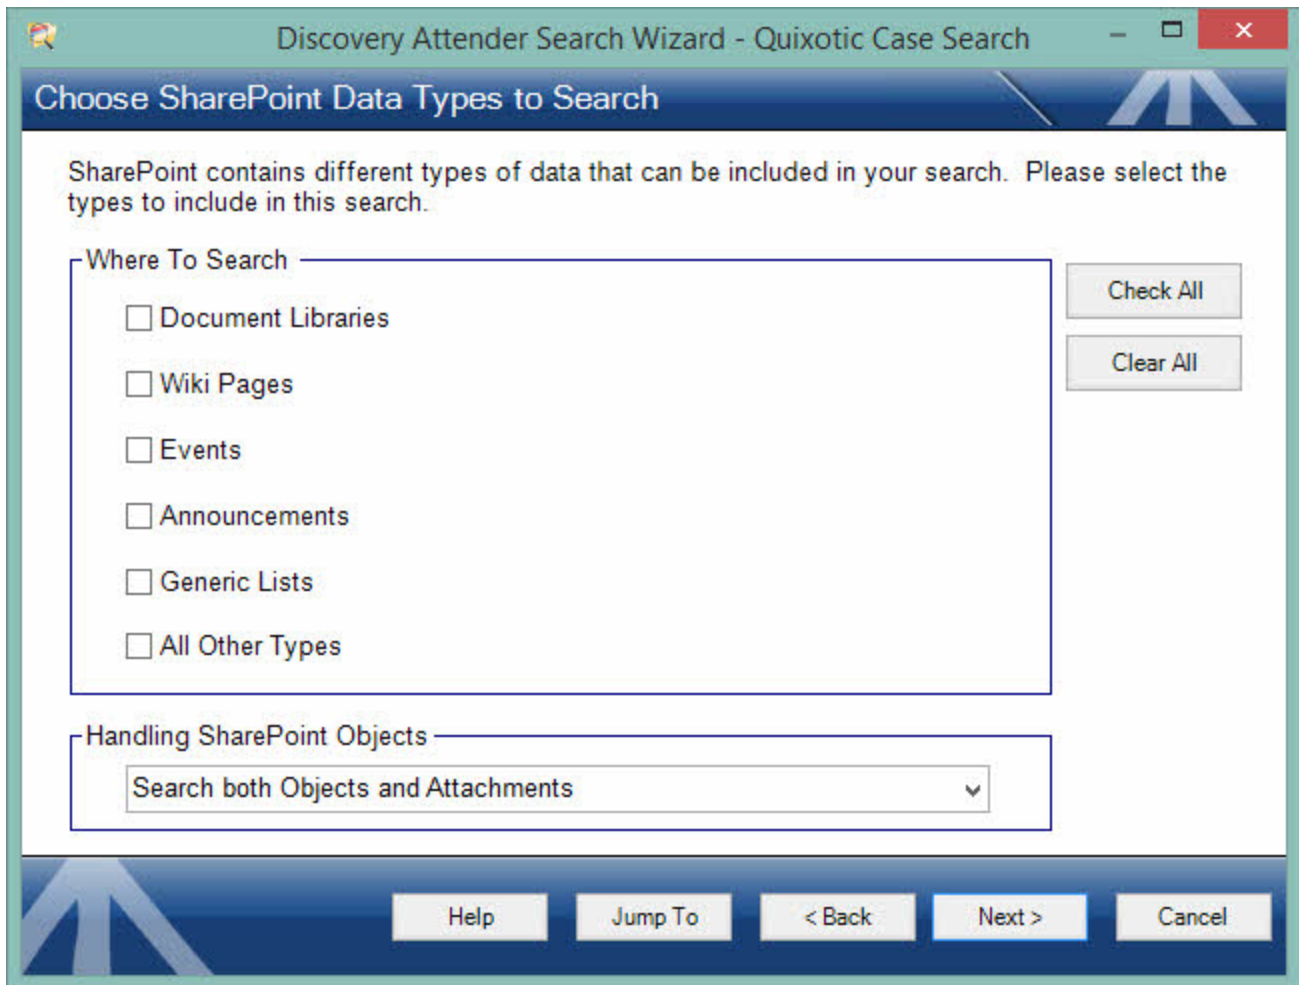 Discovery Attender Search Wizard - Quixotic Case Search
Choose SharePoint Data Types to Search
SharePoint contains different types of data that can be included in your search.  Please select the
types to include in this search.
Where To Search
Check All
Document Libraries
Clear All
Wiki Pages
Events
Announcements
Generic Lists
All Other Types
Handling SharePoint Objects
Search both Objects and Attachments
Help
Jump To
< Back
Next >
Cancel